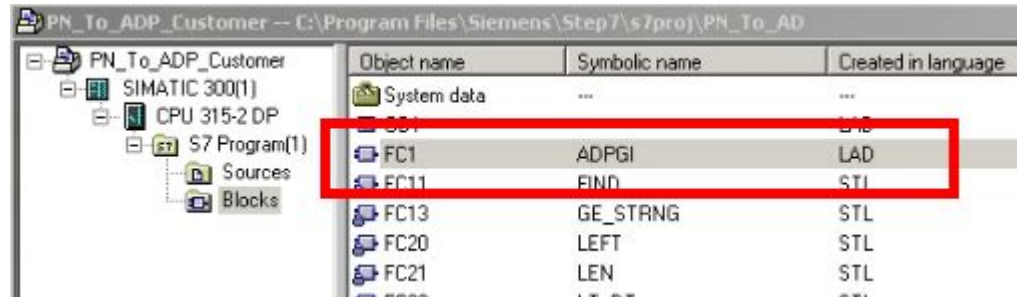 PN_To_ADP_Customer -- C:\Program Files\Siemens\Step7\s7proj\PN_To_AD
PN_To_ADP_Customer
SIMATIC 300(1)
CPU 315-2 DP
S7 Program(1)
Sources
Blocks
Object name Symbolic name Created in language
System data --- ---
LAD
FC1 ADPGI LAD
FC11 FIND STL
FC13 GE_STRNG STL
FC20 LEFT STL
FC21 LEN STL